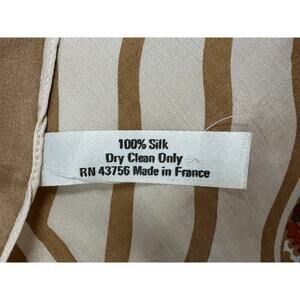 100% Silk
Dry Clean Only
RN 43756 Made in France